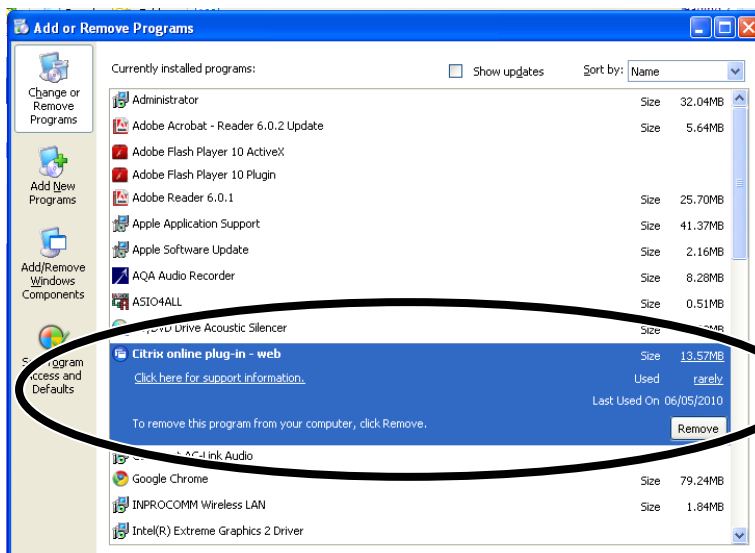 Add or Remove Programs
Currently installed programs: Show updates Sort by: Name
Change or
Remove
Programs
Add New
Programs
Add/Remove
Windows
Components
Program
Access and
Defaults
Administrator Size 32.04MB
Adobe Acrobat - Reader 6.0.2 Update Size 5.64MB
Adobe Flash Player 10 ActiveX
Adobe Flash Player 10 Plugin
Adobe Reader 6.0.1 Size 25.70MB
Apple Application Support Size 41.37MB
Apple Software Update Size 2.16MB
AQA Audio Recorder Size 8.28MB
ASIO4ALL Size 0.51MB
Drive Acoustic Silencer Size
Citrix online plug-in - web Size 13.57MB
Click here for support information. Used rarely
Last Used On 06/05/2010
To remove this program from your computer, click Remove. Remove
AC-Link Audio
Google Chrome Size 79.24MB
INPROCOMM Wireless LAN Size 1.84MB
Intel(R) Extreme Graphics 2 Driver